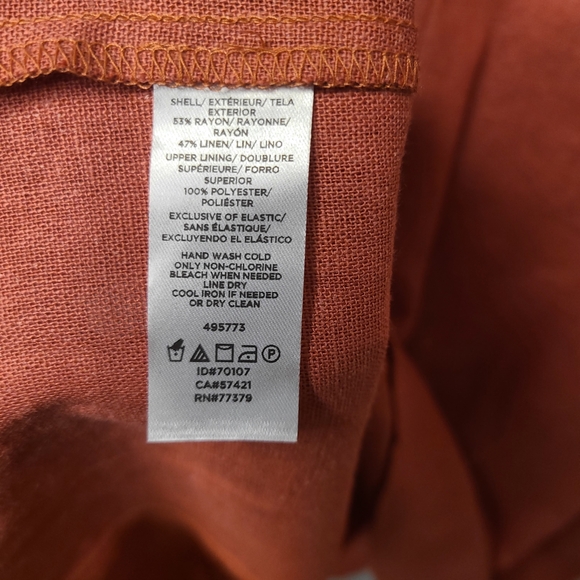 SHELL/ EXTÉRIEUR/ TELA
EXTERIOR
53% RAYON/ RAYONNE/
RAYÓN
47% LINEN/ LIN/ LINO
UPPER LINING/ DOUBLURE
SUPÉRIEURE/ FORRO
SUPERIOR
100% POLYESTER/
POLIÉSTER
EXCLUSIVE OF ELASTIC/
SANS ÉLASTIQUE/
EXCLUYENDO EL ELÁSTICO
HAND WASH COLD
ONLY NON-CHLORINE
BLEACH WHEN NEEDED
LINE DRY
COOL IRON IF NEEDED
OR DRY CLEAN
495773
P
ID#70107
CA#57421
RN#77379